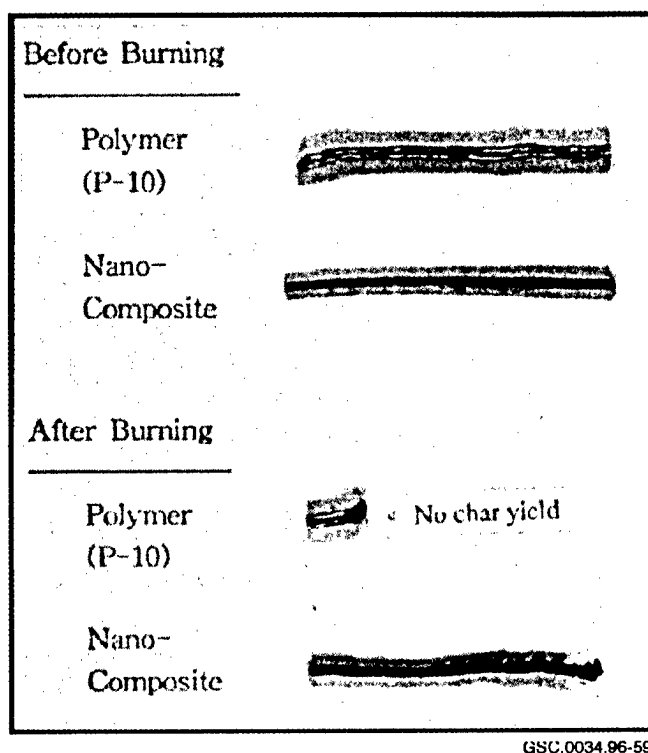 Before Burning
Polymer
(P-10)
Nano-
Composite
After Burning
Polymer
(P-10)
No char yield
Nano-
Composite
GSC.0034.96-59